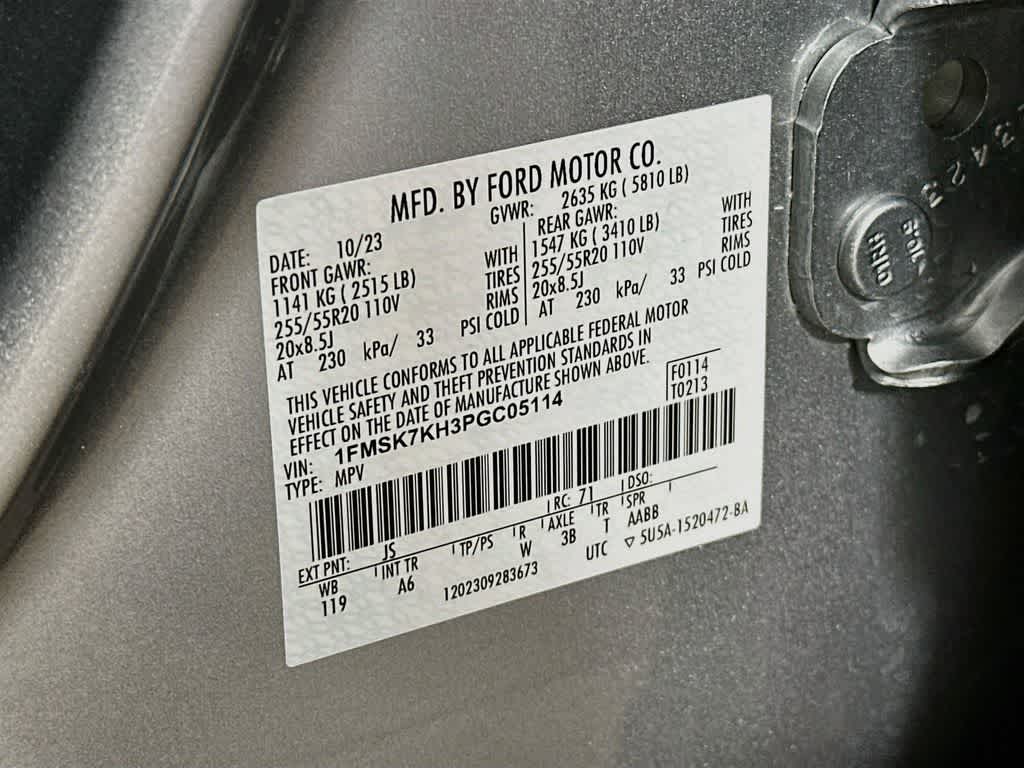 MFD. BY FORD MOTOR CO.
DATE: 10/23
GVWR: 2635 KG ( 5810 LB)
FRONT GAWR: WITH
1141 KG ( 2515 LB) TIRES
255/55R20 110V RIMS
20x8.5J PSI COLD
AT 230 kPa/ 33
REAR GAWR: WITH
1547 KG ( 3410 LB) TIRES
255/55R20 110V RIMS
20x8.5J PSI COLD
AT 230 kPa/ 33
THIS VEHICLE CONFORMS TO ALL APPLICABLE FEDERAL MOTOR
VEHICLE SAFETY AND THEFT PREVENTION STANDARDS IN
EFFECT ON THE DATE OF MANUFACTURE SHOWN ABOVE.
VIN: 1FMSK7KH3PGC05114
TYPE: MPV
F0114
T0213
EXT PNT: JS RC: 71 DSO:
WB INT TR TP/PS R AXLE TR SPR
119 A6 W 3B T AABB
1202309283673 UTC ▽ 5U5A-1520472-BA